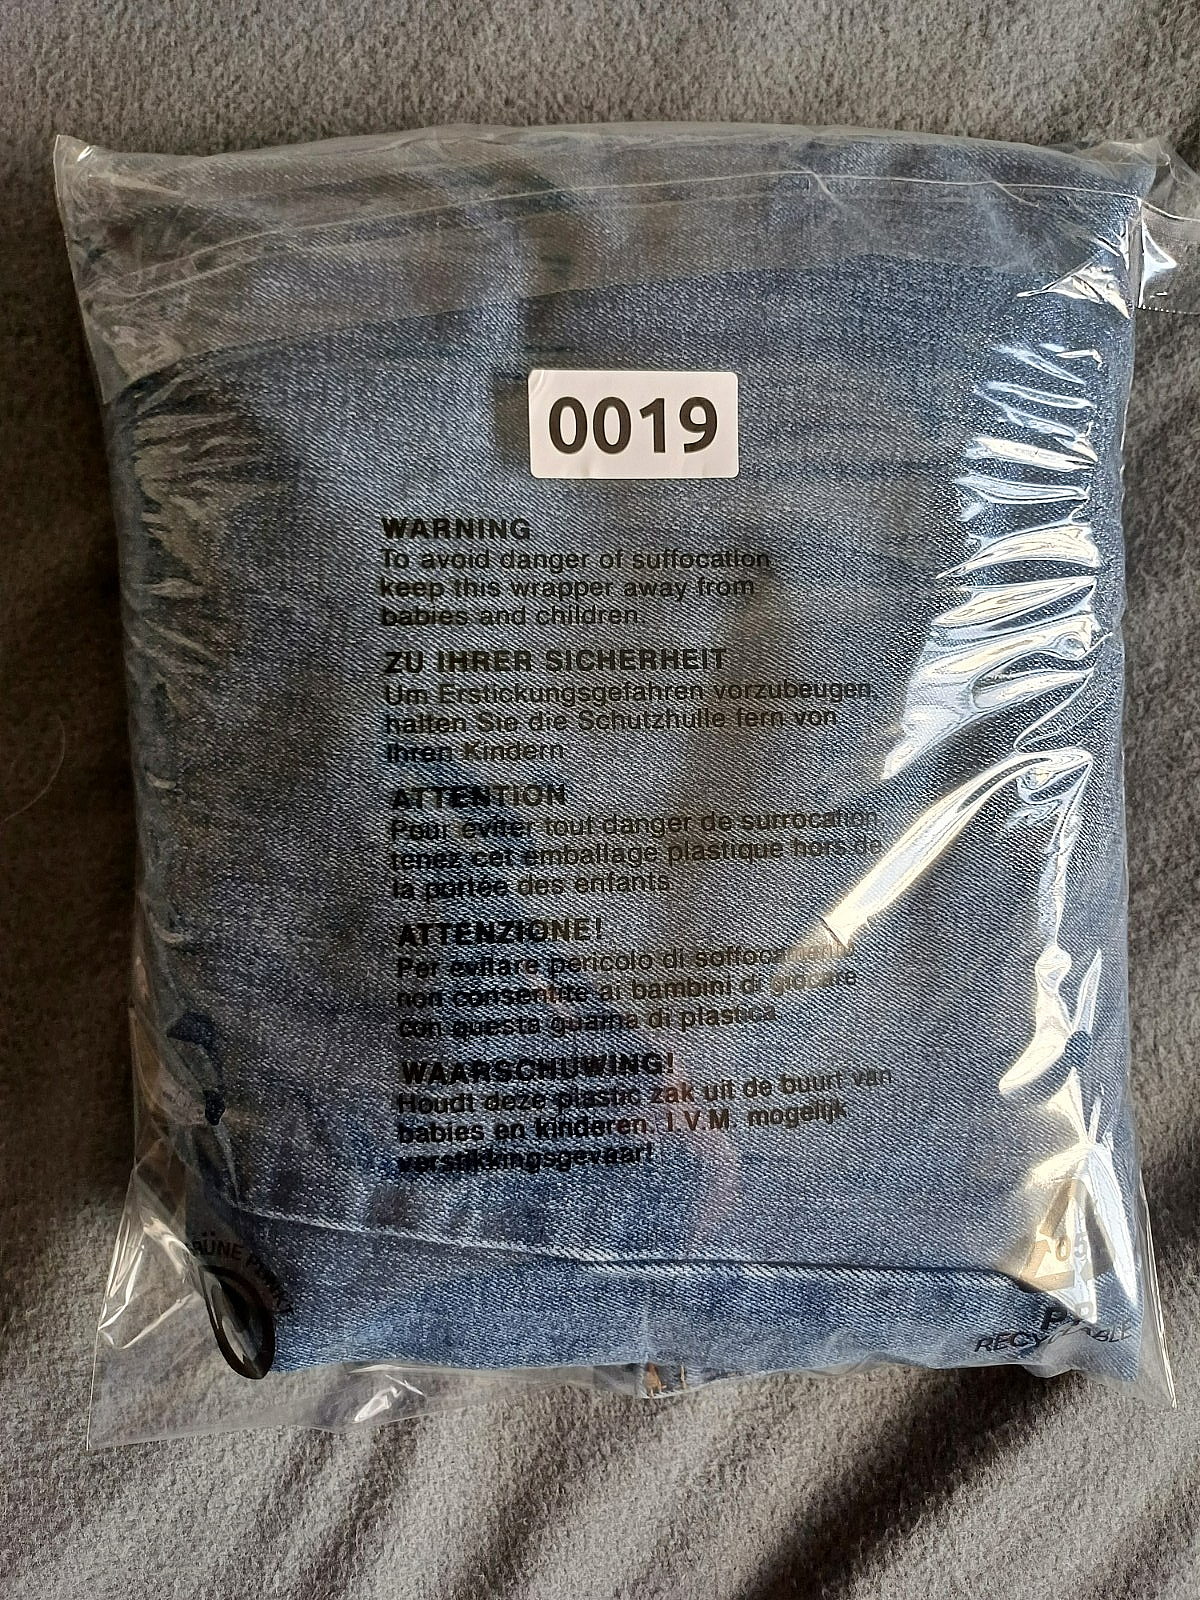 0019
WARNING
To avoid danger of suffocation
keep this wrapper away from
babies and children.
ZU IHRER SICHERHEIT
Um Erstickungsgefahren vorzubeugen,
halten Sie die Schutzhülle fern von
Ihren Kindern
ATTENTION
Pour éviter tout danger de suffocation,
tenez cet emballage plastique hors de
la portée des enfants
ATTENZIONE!
Per evitare pericolo di
non consentite ai bambini di giocare
con questa guaina di plastica.
WAARSCHUWING!
Houdt deze plastic zak uit de buurt van
babies en kinderen. I.V.M. mogelijk
verstikkingsgevaar!
05
RECYCLABLE